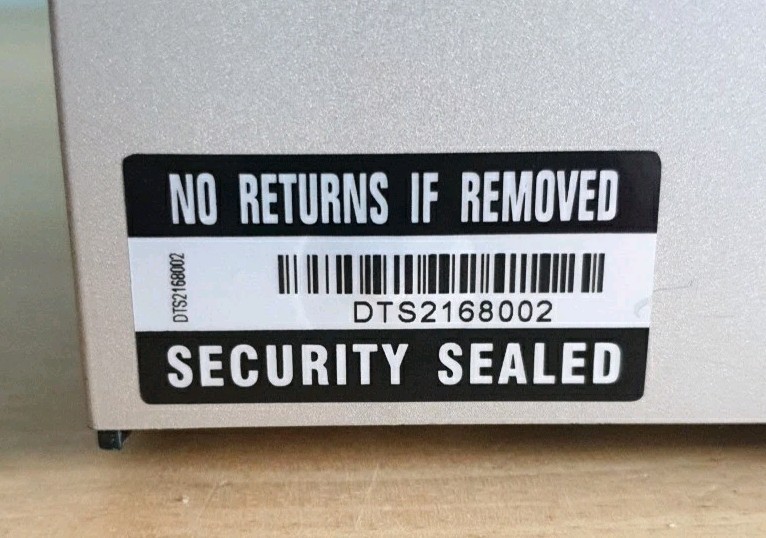 NO RETURNS IF REMOVED
DTS2168002
DTS2168002
SECURITY SEALED